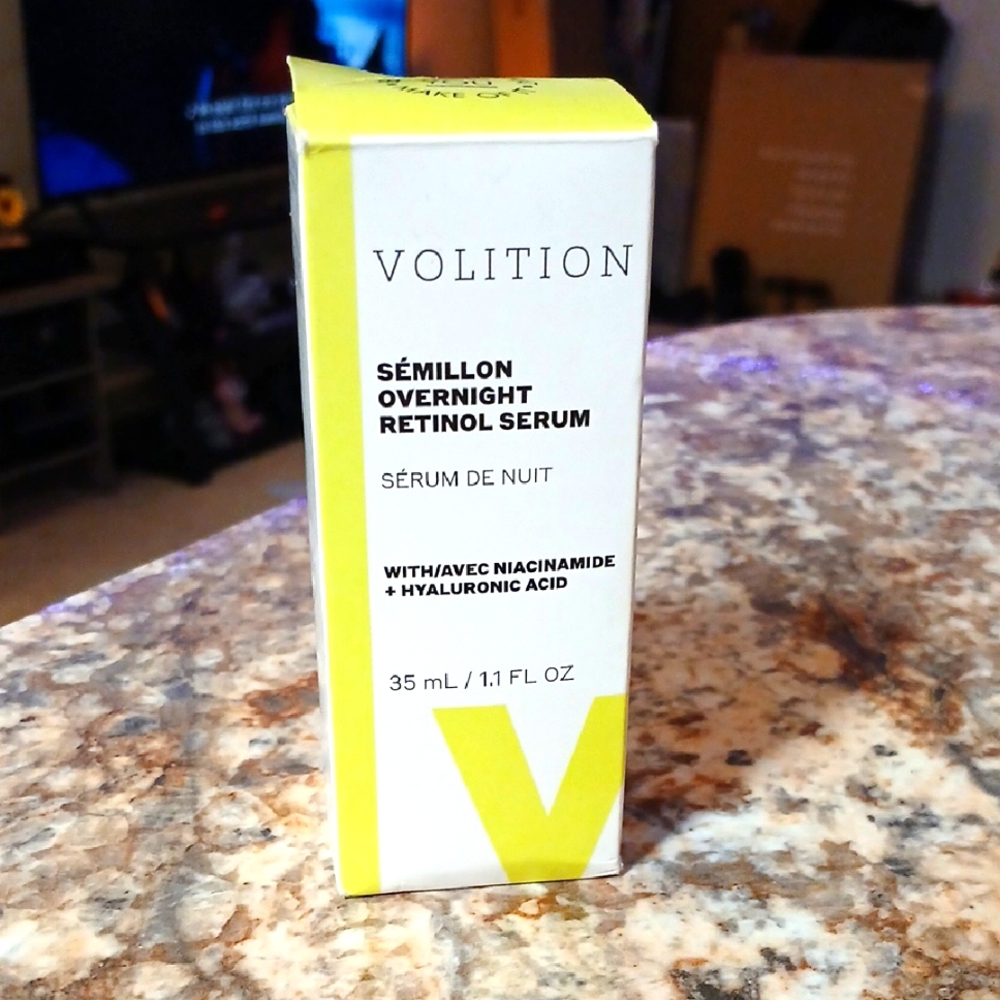 MAKE
VOLITION
SÉMILLON
OVERNIGHT
RETINOL SERUM
SÉRUM DE NUIT
WITH/AVEC NIACINAMIDE
+ HYALURONIC ACID
35 mL / 1.1 FL OZ
V